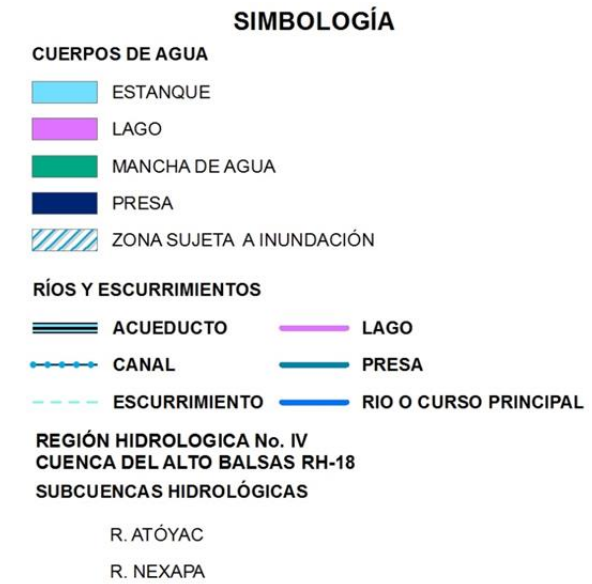 SIMBOLOGÍA
CUERPOS DE AGUA
ESTANQUE
LAGO
MANCHA DE AGUA
PRESA
ZONA SUJETA A INUNDACIÓN
RÍOS Y ESCURRIMIENTOS
ACUEDUCTO LAGO
CANAL PRESA
ESCURRIMIENTO RIO O CURSO PRINCIPAL
REGIÓN HIDROLOGICA No. IV
CUENCA DEL ALTO BALSAS RH-18
SUBCUENCAS HIDROLÓGICAS
R. ATÓYAC
R. NEXAPA